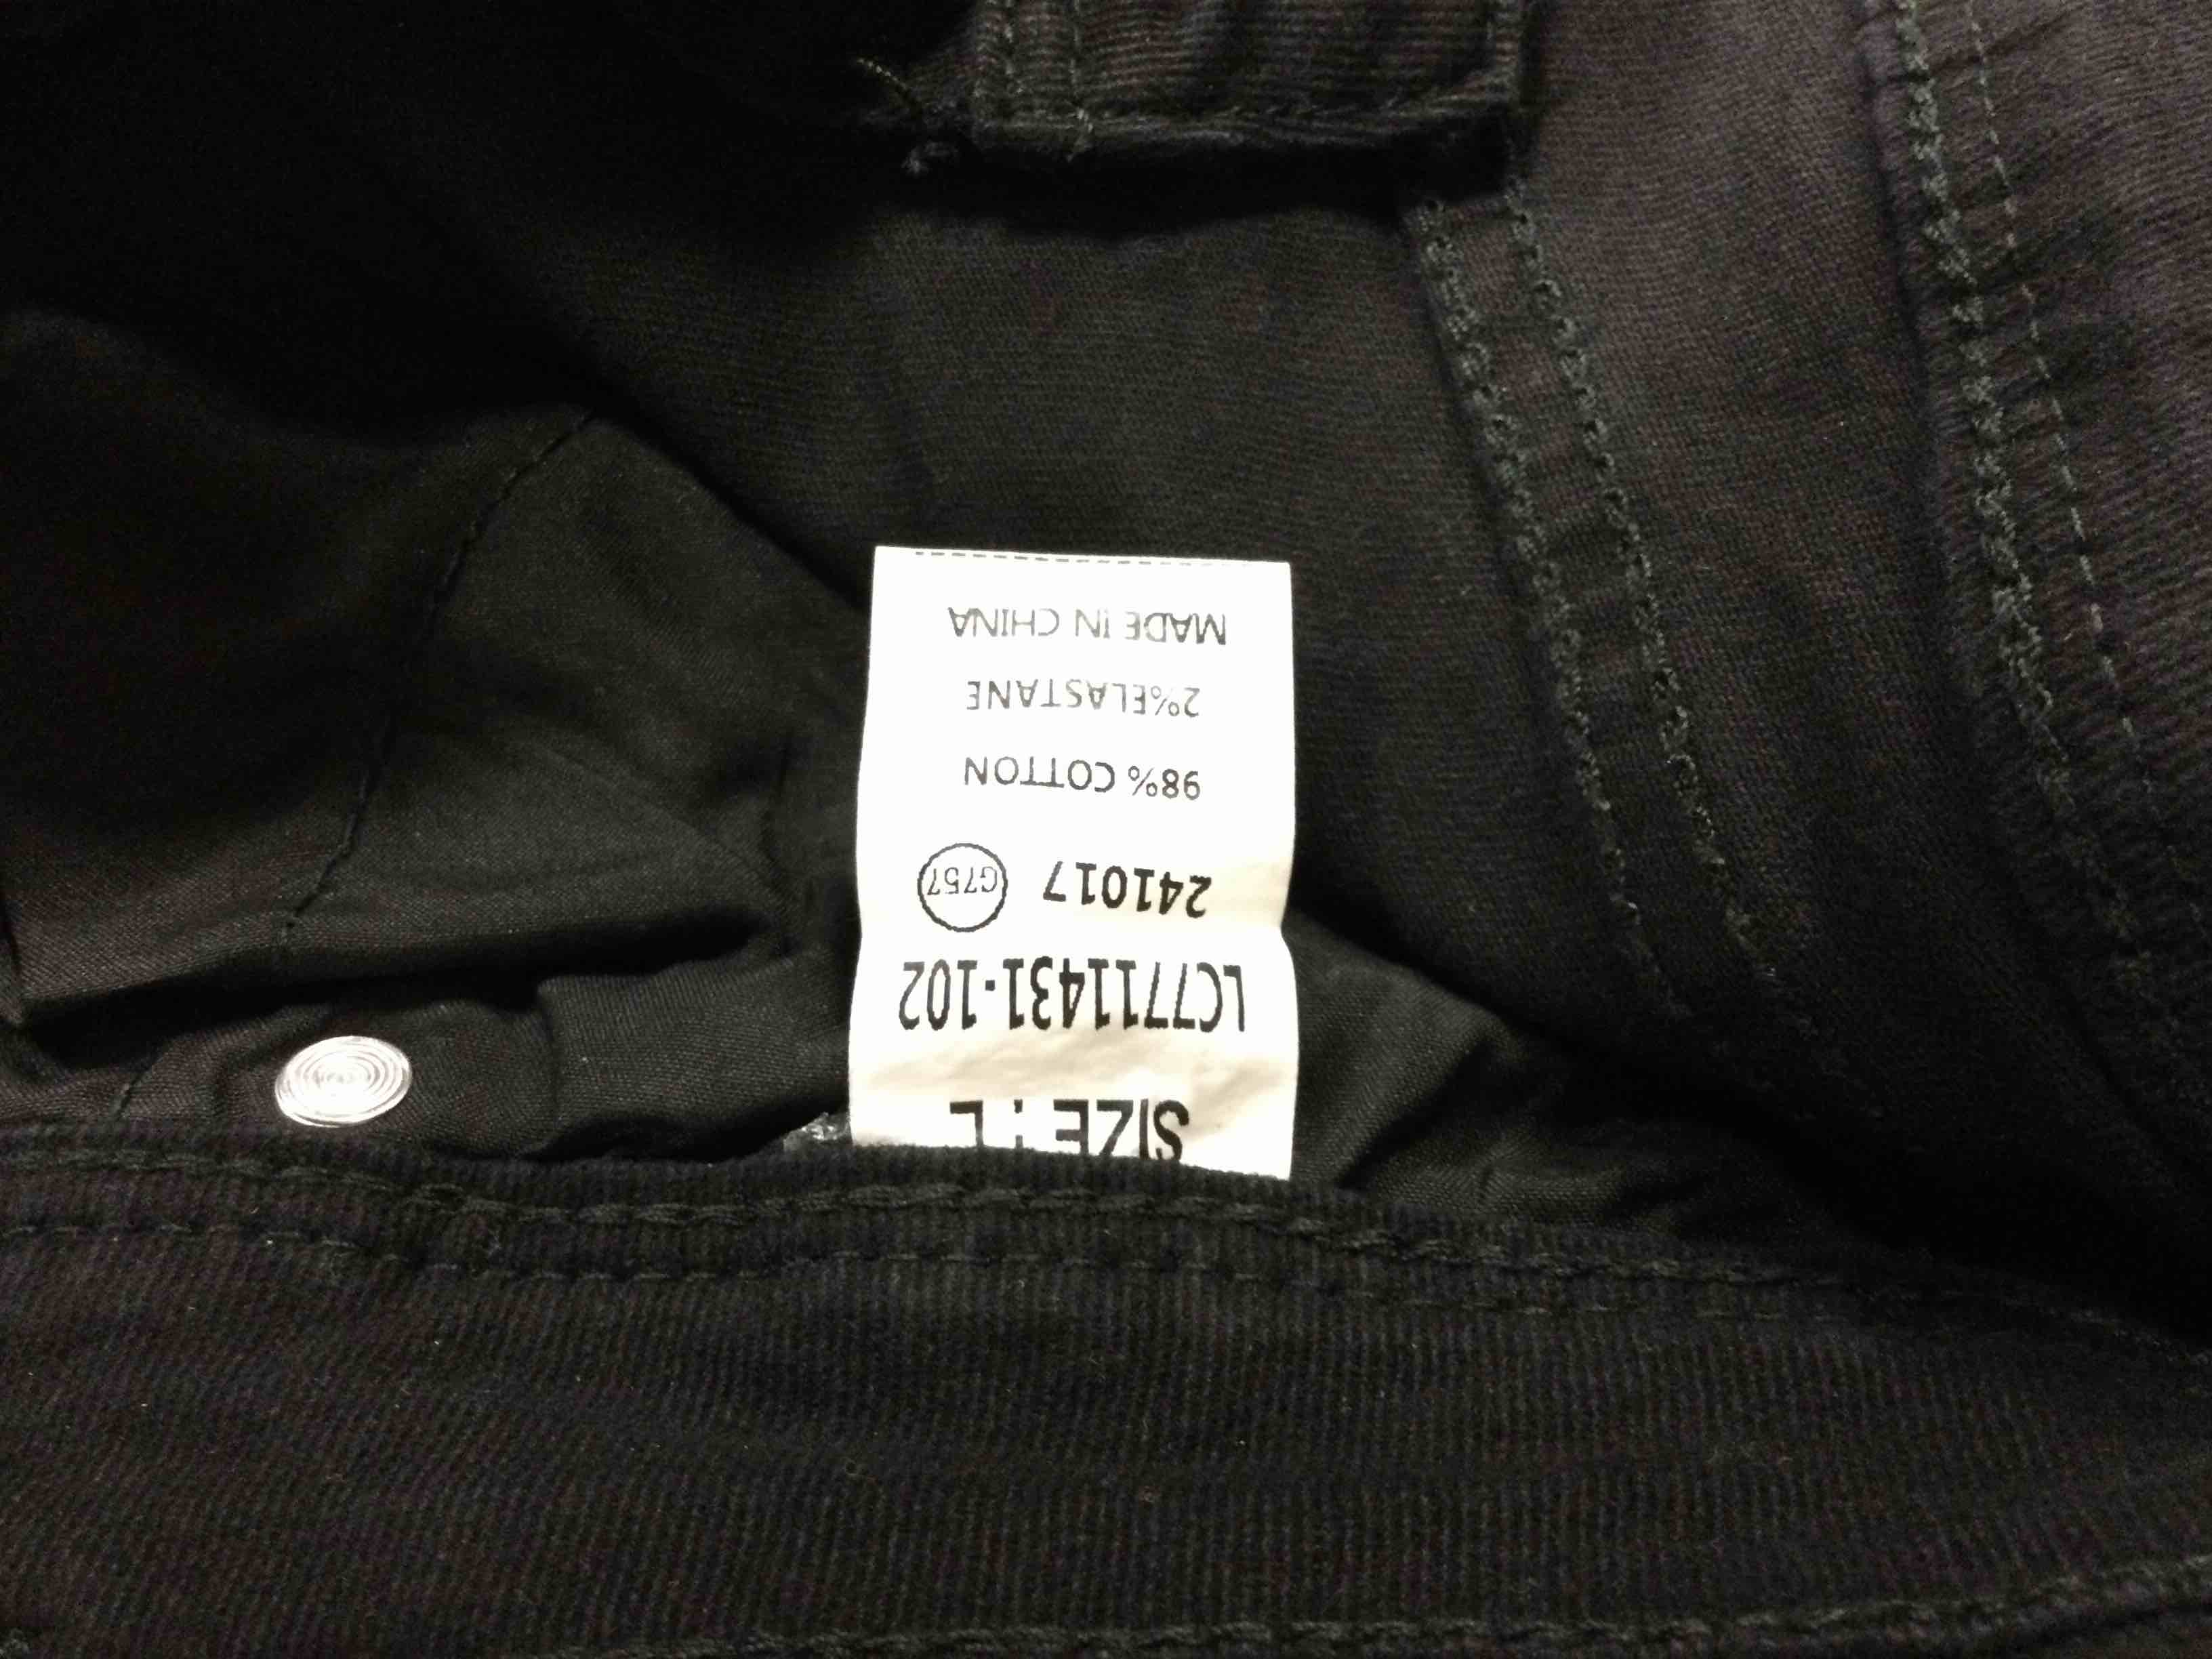 SIZE : L
LC7711431-102
241017 G757
98% COTTON
2%ELASTANE
MADE IN CHINA